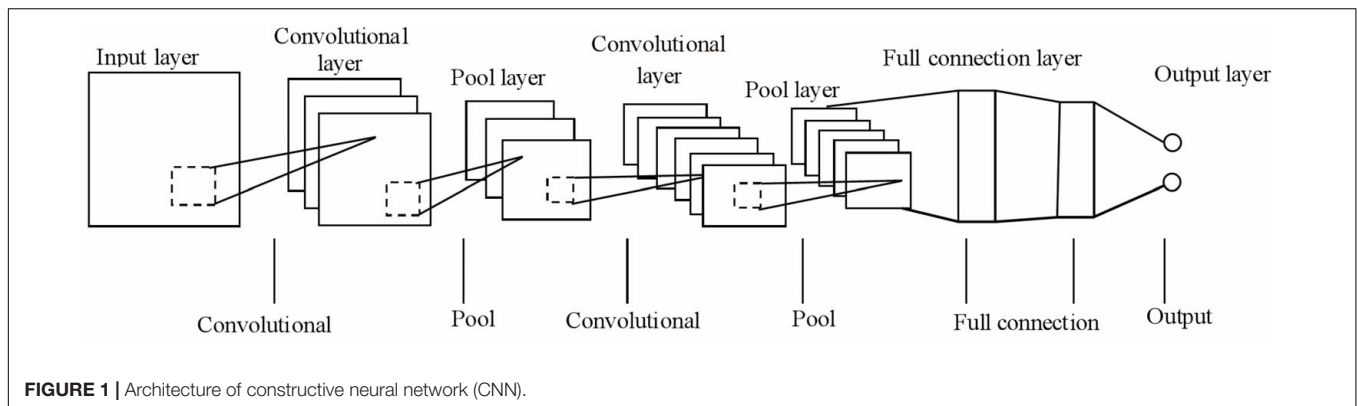 Input layer
Convolutional
layer
Pool layer
Convolutional
layer
Pool layer
Full connection layer
Output layer
Convolutional
Pool
Convolutional
Pool
Full connection
Output
FIGURE 1 | Architecture of constructive neural network (CNN).